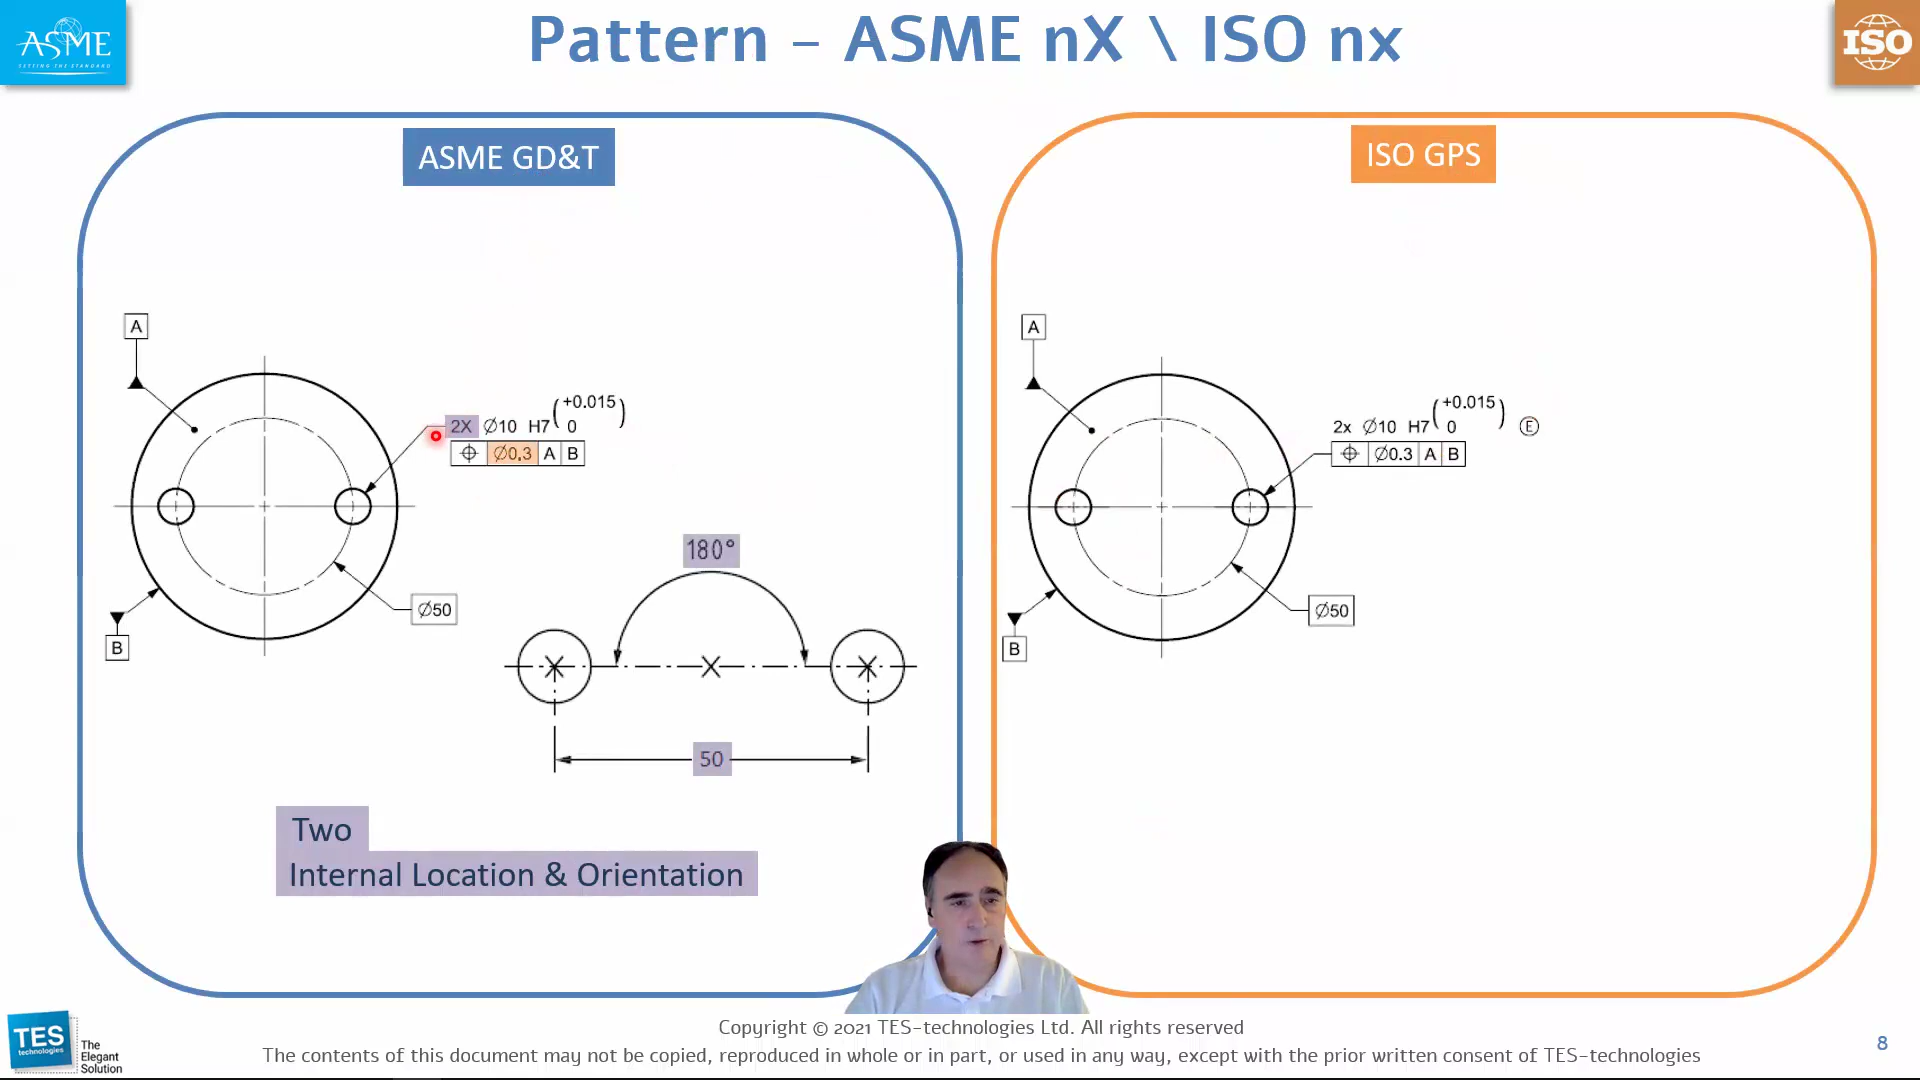 ASME
SETTING THE STANDARD
Pattern – ASME nX \ ISO nx
ISO
ASME GD&T
A
2X ∅10 H7 ( +0.015 0 )
⌖ ∅0,3 A B
180°
∅50
B
50
Two
Internal Location & Orientation
ISO GPS
A
2x ∅10 H7 ( +0.015 0 ) Ⓔ
⌖ ∅0.3 A B
∅50
B
TES
technologies
The
Elegant
Solution
Copyright © 2021 TES-technologies Ltd. All rights reserved
The contents of this document may not be copied, reproduced in whole or in part, or used in any way, except with the prior written consent of TES-technologies
8